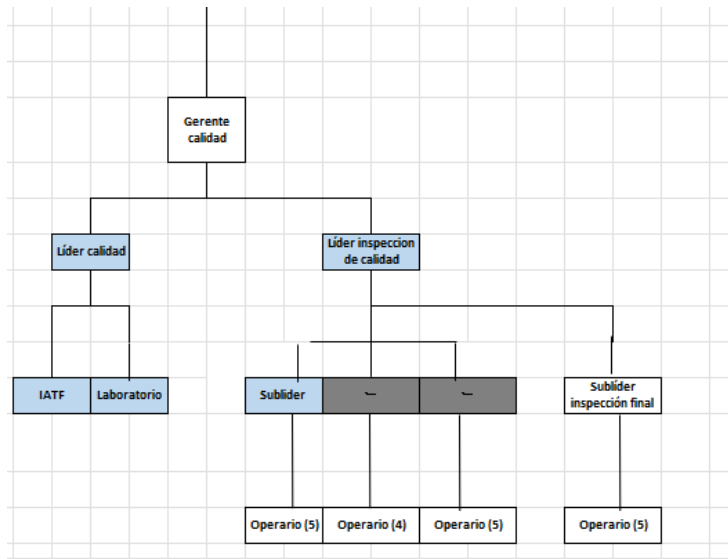 Gerente
calidad
Líder calidad
Líder inspeccion
de calidad
IATF
Laboratorio
Sublider
Sublíder
inspección final
Operario (5)
Operario (4)
Operario (5)
Operario (5)